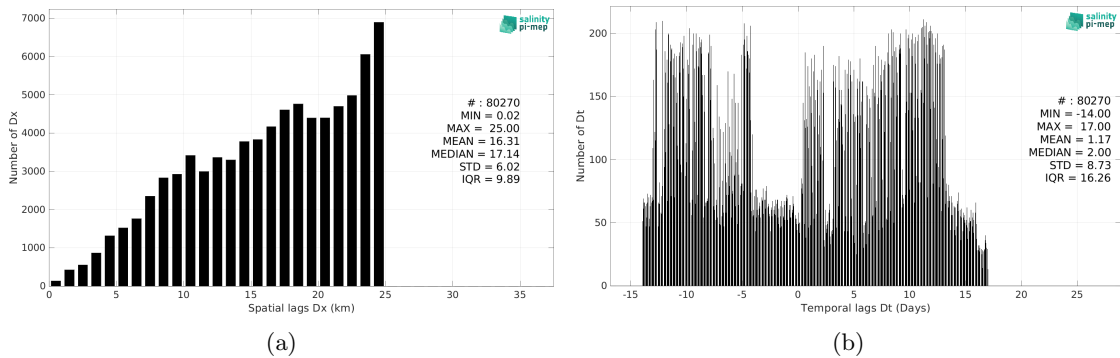 7000
6000
5000
4000
3000
2000
1000
0
Number of Dx
0 5 10 15 20 25 30 35
Spatial lags Dx (km)
salinity
pi-mep
# : 80270
MIN = 0.02
MAX = 25.00
MEAN = 16.31
MEDIAN = 17.14
STD = 6.02
IQR = 9.89
(a)
200
150
100
50
0
Number of Dt
-15 -10 -5 0 5 10 15 20 25
Temporal lags Dt (Days)
salinity
pi-mep
# : 80270
MIN = -14.00
MAX = 17.00
MEAN = 1.17
MEDIAN = 2.00
STD = 8.73
IQR = 16.26
(b)